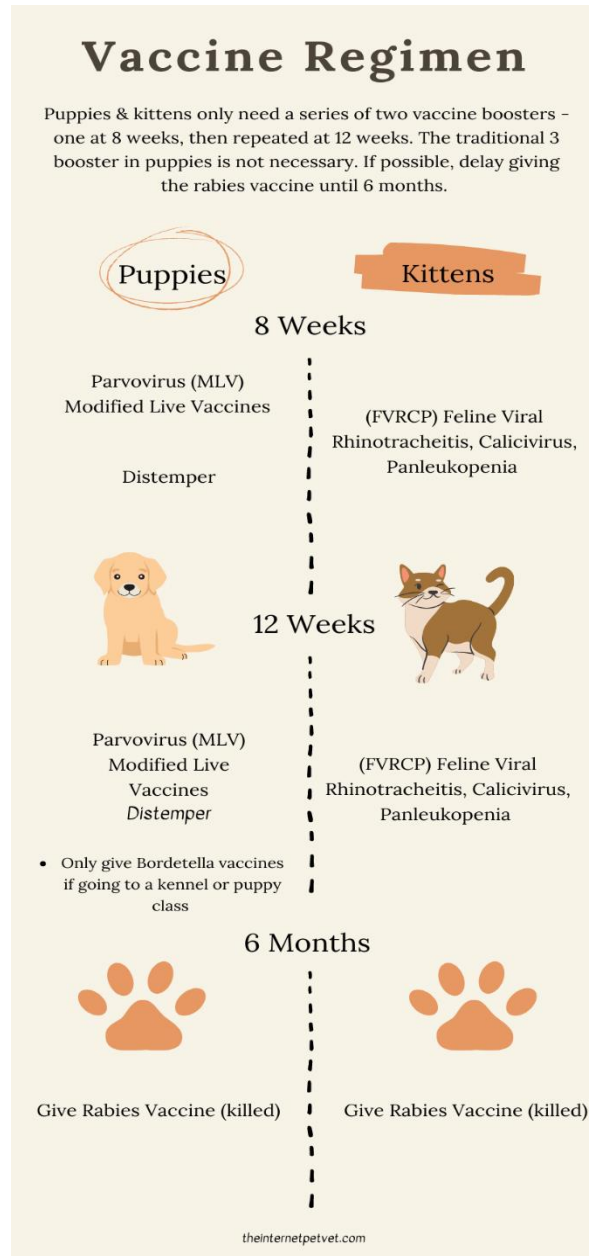 Vaccine Regimen
Puppies & kittens only need a series of two vaccine boosters -
one at 8 weeks, then repeated at 12 weeks. The traditional 3
booster in puppies is not necessary. If possible, delay giving
the rabies vaccine until 6 months.
Puppies
Kittens
8 Weeks
Parvovirus (MLV)
Modified Live Vaccines
Distemper
(FVRCP) Feline Viral
Rhinotracheitis, Calicivirus,
Panleukopenia
12 Weeks
Parvovirus (MLV)
Modified Live
Vaccines
Distemper
• Only give Bordetella vaccines
if going to a kennel or puppy
class
(FVRCP) Feline Viral
Rhinotracheitis, Calicivirus,
Panleukopenia
6 Months
Give Rabies Vaccine (killed)
Give Rabies Vaccine (killed)
theinternetpetvet.com